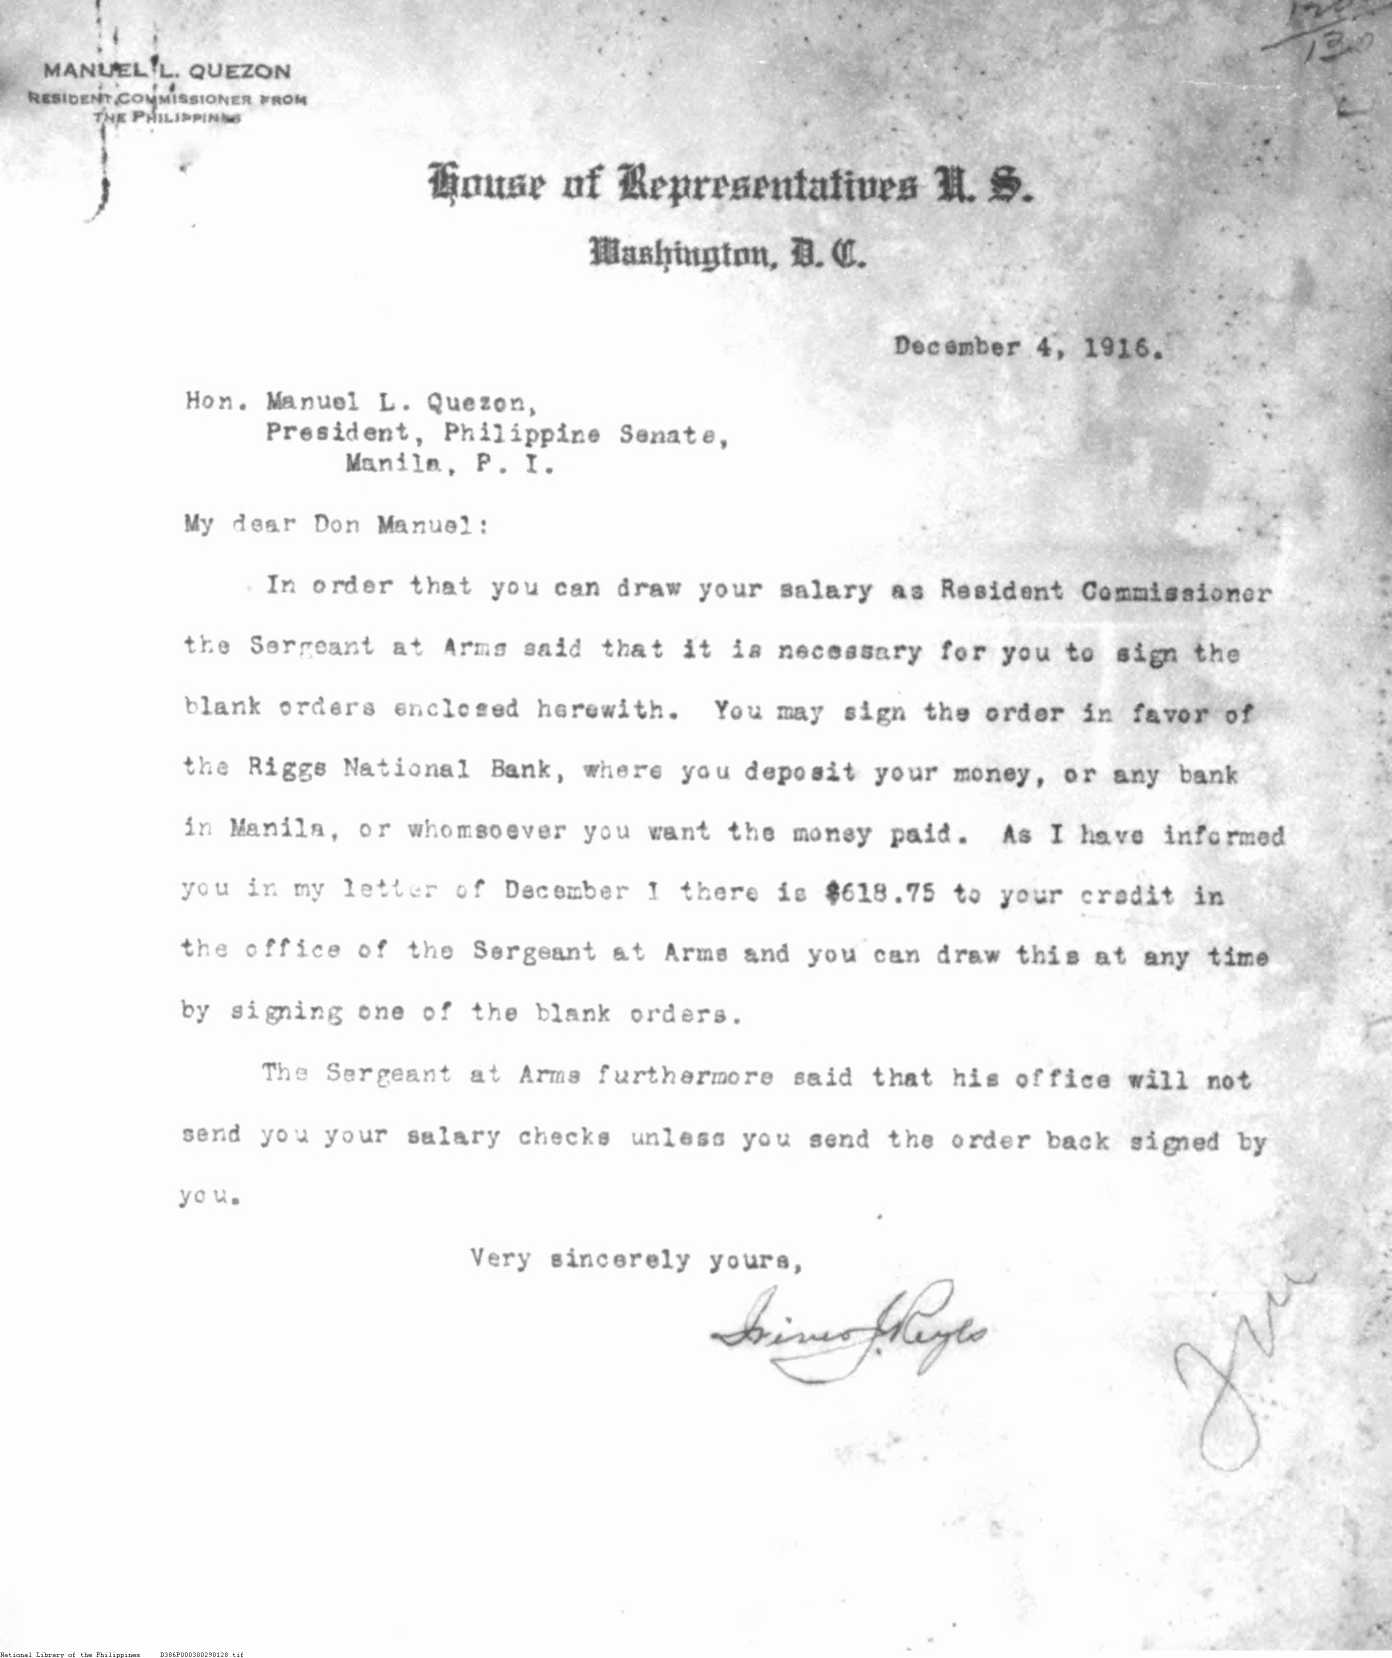 MANUEL L. QUEZON
RESIDENT COMMISSIONER FROM
THE PHILIPPINES
House of Representatives U. S.
Washington, D. C.
December 4, 1916.
Hon. Manuel L. Quezon,
President, Philippine Senate,
Manila, P. I.
My dear Don Manuel:
In order that you can draw your salary as Resident Commissioner
the Sergeant at Arms said that it is necessary for you to sign the
blank orders enclosed herewith. You may sign the order in favor of
the Riggs National Bank, where you deposit your money, or any bank
in Manila, or whomsoever you want the money paid. As I have informed
you in my letter of December 1 there is $618.75 to your credit in
the office of the Sergeant at Arms and you can draw this at any time
by signing one of the blank orders.
The Sergeant at Arms furthermore said that his office will not
send you your salary checks unless you send the order back signed by
you.
Very sincerely yours,
J. Reyes
National Library of the Philippines D386P000380298128.tif